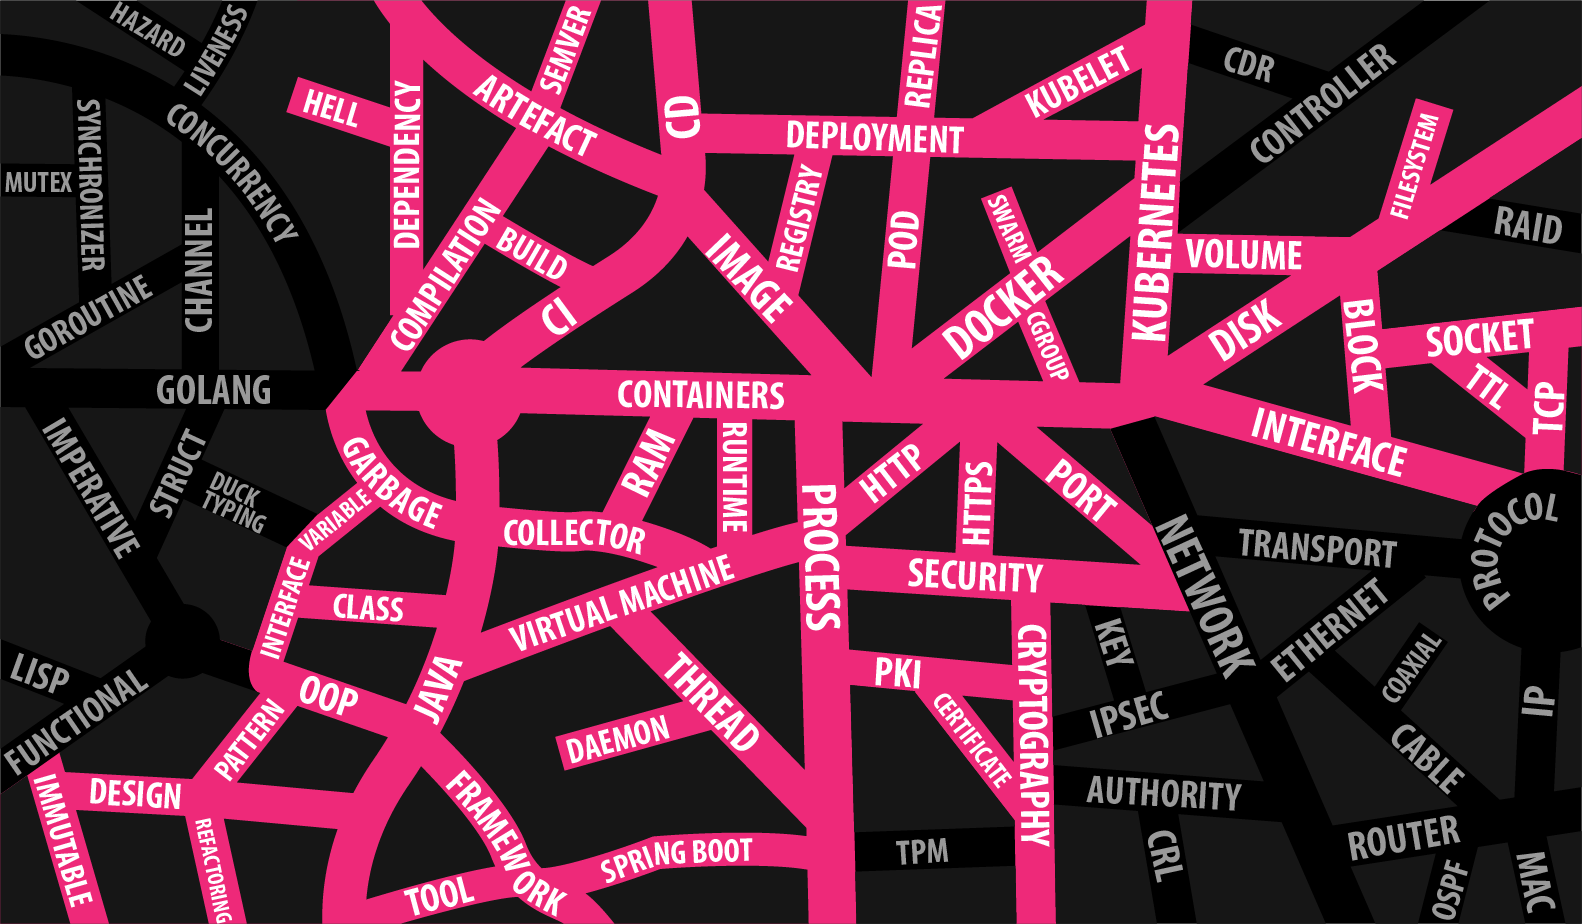 HAZARD
LIVENESS
SEMVER
REPLICA
CDR
CONTROLLER
KUBELET
HELL
ARTEFACT
CD
DEPLOYMENT
SYNCHRONIZER
CONCURRENCY
DEPENDENCY
FILESYSTEM
MUTEX
REGISTRY
POD
SWARM
KUBERNETES
RAID
CHANNEL
COMPILATION
BUILD
IMAGE
VOLUME
GOROUTINE
CI
DOCKER
CGROUP
DISK
BLOCK
SOCKET
TTL
TCP
GOLANG
CONTAINERS
INTERFACE
IMPERATIVE
STRUCT
DUCK
TYPING
GARBAGE
VARIABLE
RAM
RUNTIME
HTTP
HTTPS
PORT
PROTOCOL
COLLECTOR
PROCESS
NETWORK
TRANSPORT
INTERFACE
CLASS
VIRTUAL MACHINE
SECURITY
KEY
ETHERNET
LISP
FUNCTIONAL
OOP
JAVA
THREAD
PKI
CERTIFICATE
CRYPTOGRAPHY
IPSEC
COAXIAL
IP
PATTERN
DAEMON
CABLE
IMMUTABLE
DESIGN
FRAMEWORK
AUTHORITY
REFACTORING
SPRING BOOT
TPM
CRL
ROUTER
TOOL
OSPF
MAC